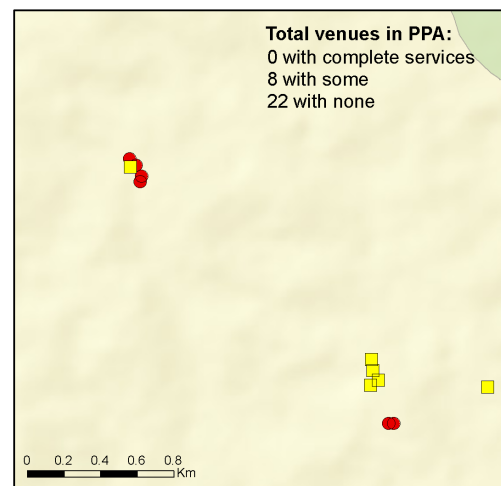 Total venues in PPA:
0 with complete services
8 with some
22 with none
0 0.2 0.4 0.6 0.8
Km